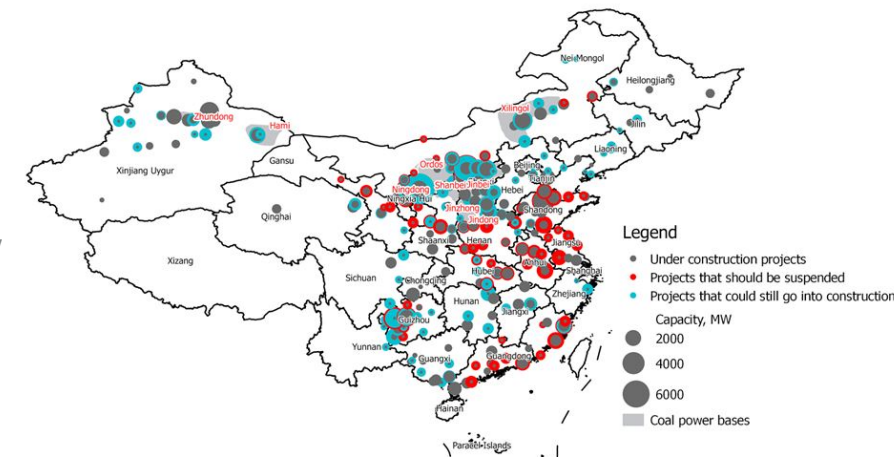 Nei Mongol
Heilongjiang
Zhundong
Hami
Xilingol
Jilin
Liaoning
Gansu
Xinjiang Uygur
Ordos
Beijing
Tianjin
Shanbei
Jinbei
Hebei
Ningdong
Ningxia Hui
Qinghai
Jinzhong
Jindong
Shandong
Shaanxi
Henan
Jiangsu
Xizang
Sichuan
Chongqing
Hubei
Anhui
Shanghai
Zhejiang
Hunan
Jiangxi
Guizhou
Yunnan
Guangxi
Guangdong
Hainan
Paracel Islands
Legend
Under construction projects
Projects that should be suspended
Projects that could still go into construction
Capacity, MW
2000
4000
6000
Coal power bases